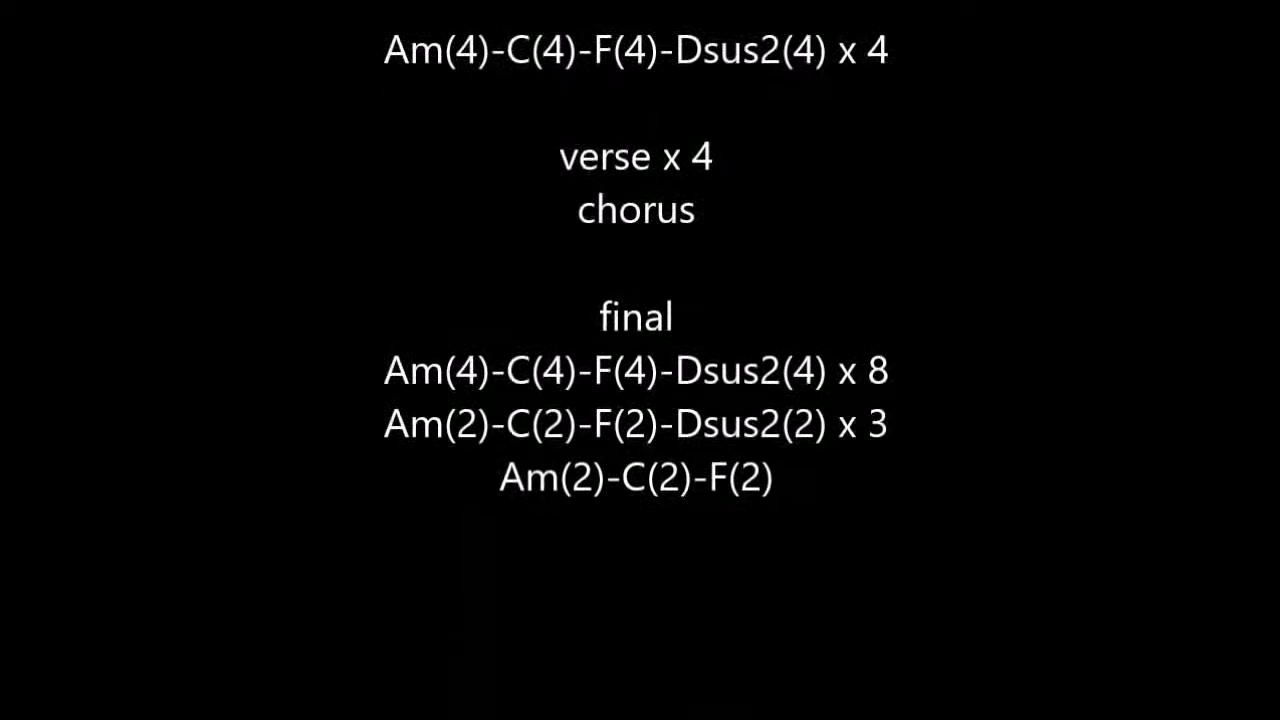 Am(4)-C(4)-F(4)-Dsus2(4) x 4
verse x 4
chorus
final
Am(4)-C(4)-F(4)-Dsus2(4) x 8
Am(2)-C(2)-F(2)-Dsus2(2) x 3
Am(2)-C(2)-F(2)